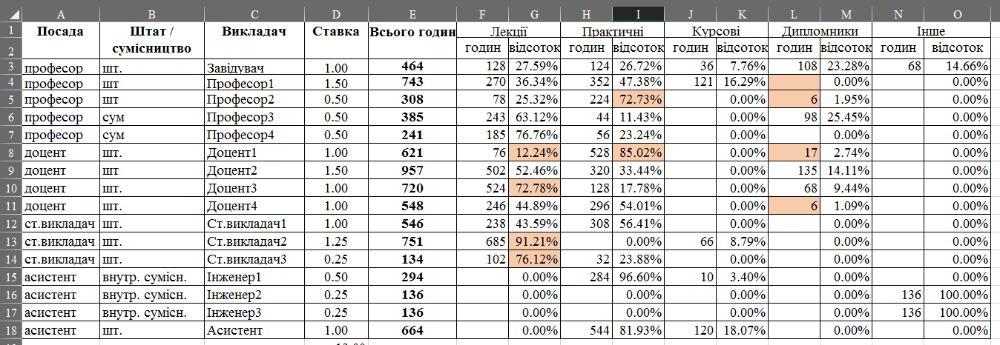 A B C D E F G H I J K L M N O
1 Посада Штат / Викладач Ставка Всього годин Лекції Практичні Курсові Дипломники Інше
2 сумісництво годин відсоток годин відсоток годин відсоток годин відсоток годин відсоток
3 професор шт. Завідувач 1.00 464 128 27.59% 124 26.72% 36 7.76% 108 23.28% 68 14.66%
4 професор шт Професор1 1.50 743 270 36.34% 352 47.38% 121 16.29% 0.00% 0.00%
5 професор шт Професор2 0.50 308 78 25.32% 224 72.73% 0.00% 6 1.95% 0.00%
6 професор сум Професор3 0.50 385 243 63.12% 44 11.43% 0.00% 98 25.45% 0.00%
7 професор сум Професор4 0.50 241 185 76.76% 56 23.24% 0.00% 0.00% 0.00%
8 доцент шт. Доцент1 1.00 621 76 12.24% 528 85.02% 0.00% 17 2.74% 0.00%
9 доцент шт Доцент2 1.50 957 502 52.46% 320 33.44% 0.00% 135 14.11% 0.00%
10 доцент шт. Доцент3 1.00 720 524 72.78% 128 17.78% 0.00% 68 9.44% 0.00%
11 доцент шт. Доцент4 1.00 548 246 44.89% 296 54.01% 0.00% 6 1.09% 0.00%
12 ст.викладач шт. Ст.викладач1 1.00 546 238 43.59% 308 56.41% 0.00% 0.00% 0.00%
13 ст.викладач шт. Ст.викладач2 1.25 751 685 91.21% 0.00% 66 8.79% 0.00% 0.00%
14 ст.викладач шт. Ст.викладач3 0.25 134 102 76.12% 32 23.88% 0.00% 0.00% 0.00%
15 асистент внутр. сумісн. Інженер1 0.50 294 0.00% 284 96.60% 10 3.40% 0.00% 0.00%
16 асистент внутр. сумісн. Інженер2 0.25 136 0.00% 0.00% 0.00% 0.00% 136 100.00%
17 асистент внутр. сумісн. Інженер3 0.25 136 0.00% 0.00% 0.00% 0.00% 136 100.00%
18 асистент шт. Асистент 1.00 664 0.00% 544 81.93% 120 18.07% 0.00% 0.00%